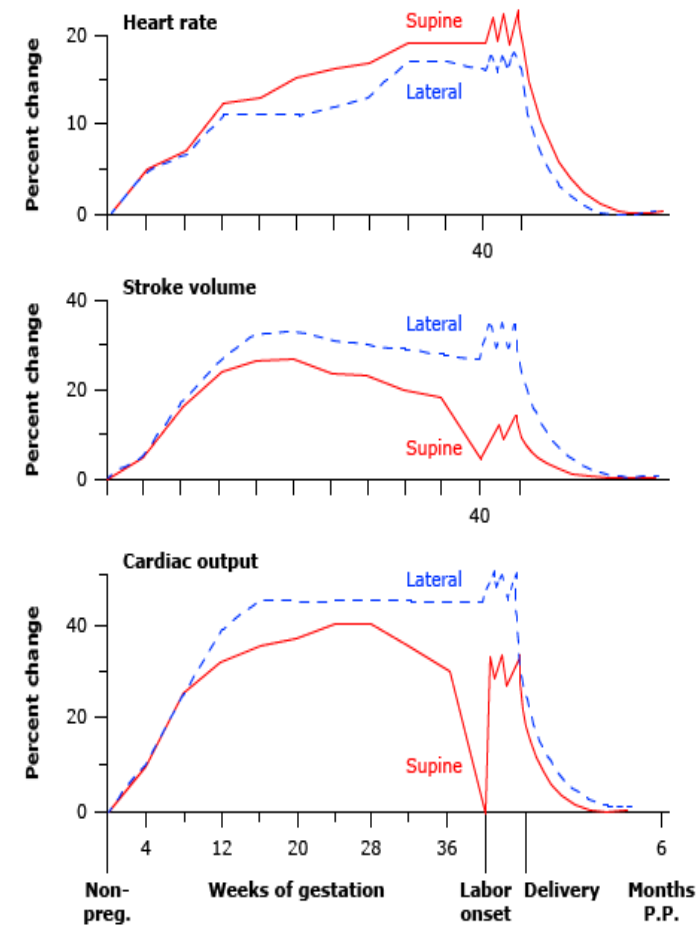 Heart rate
Supine
Lateral
Percent change
20
10
0
40
Stroke volume
Lateral
Supine
Percent change
40
20
0
40
Cardiac output
Lateral
Supine
Percent change
40
20
0
4 12 20 28 36 6
Non-
preg.
Weeks of gestation
Labor
onset
Delivery
Months
P.P.